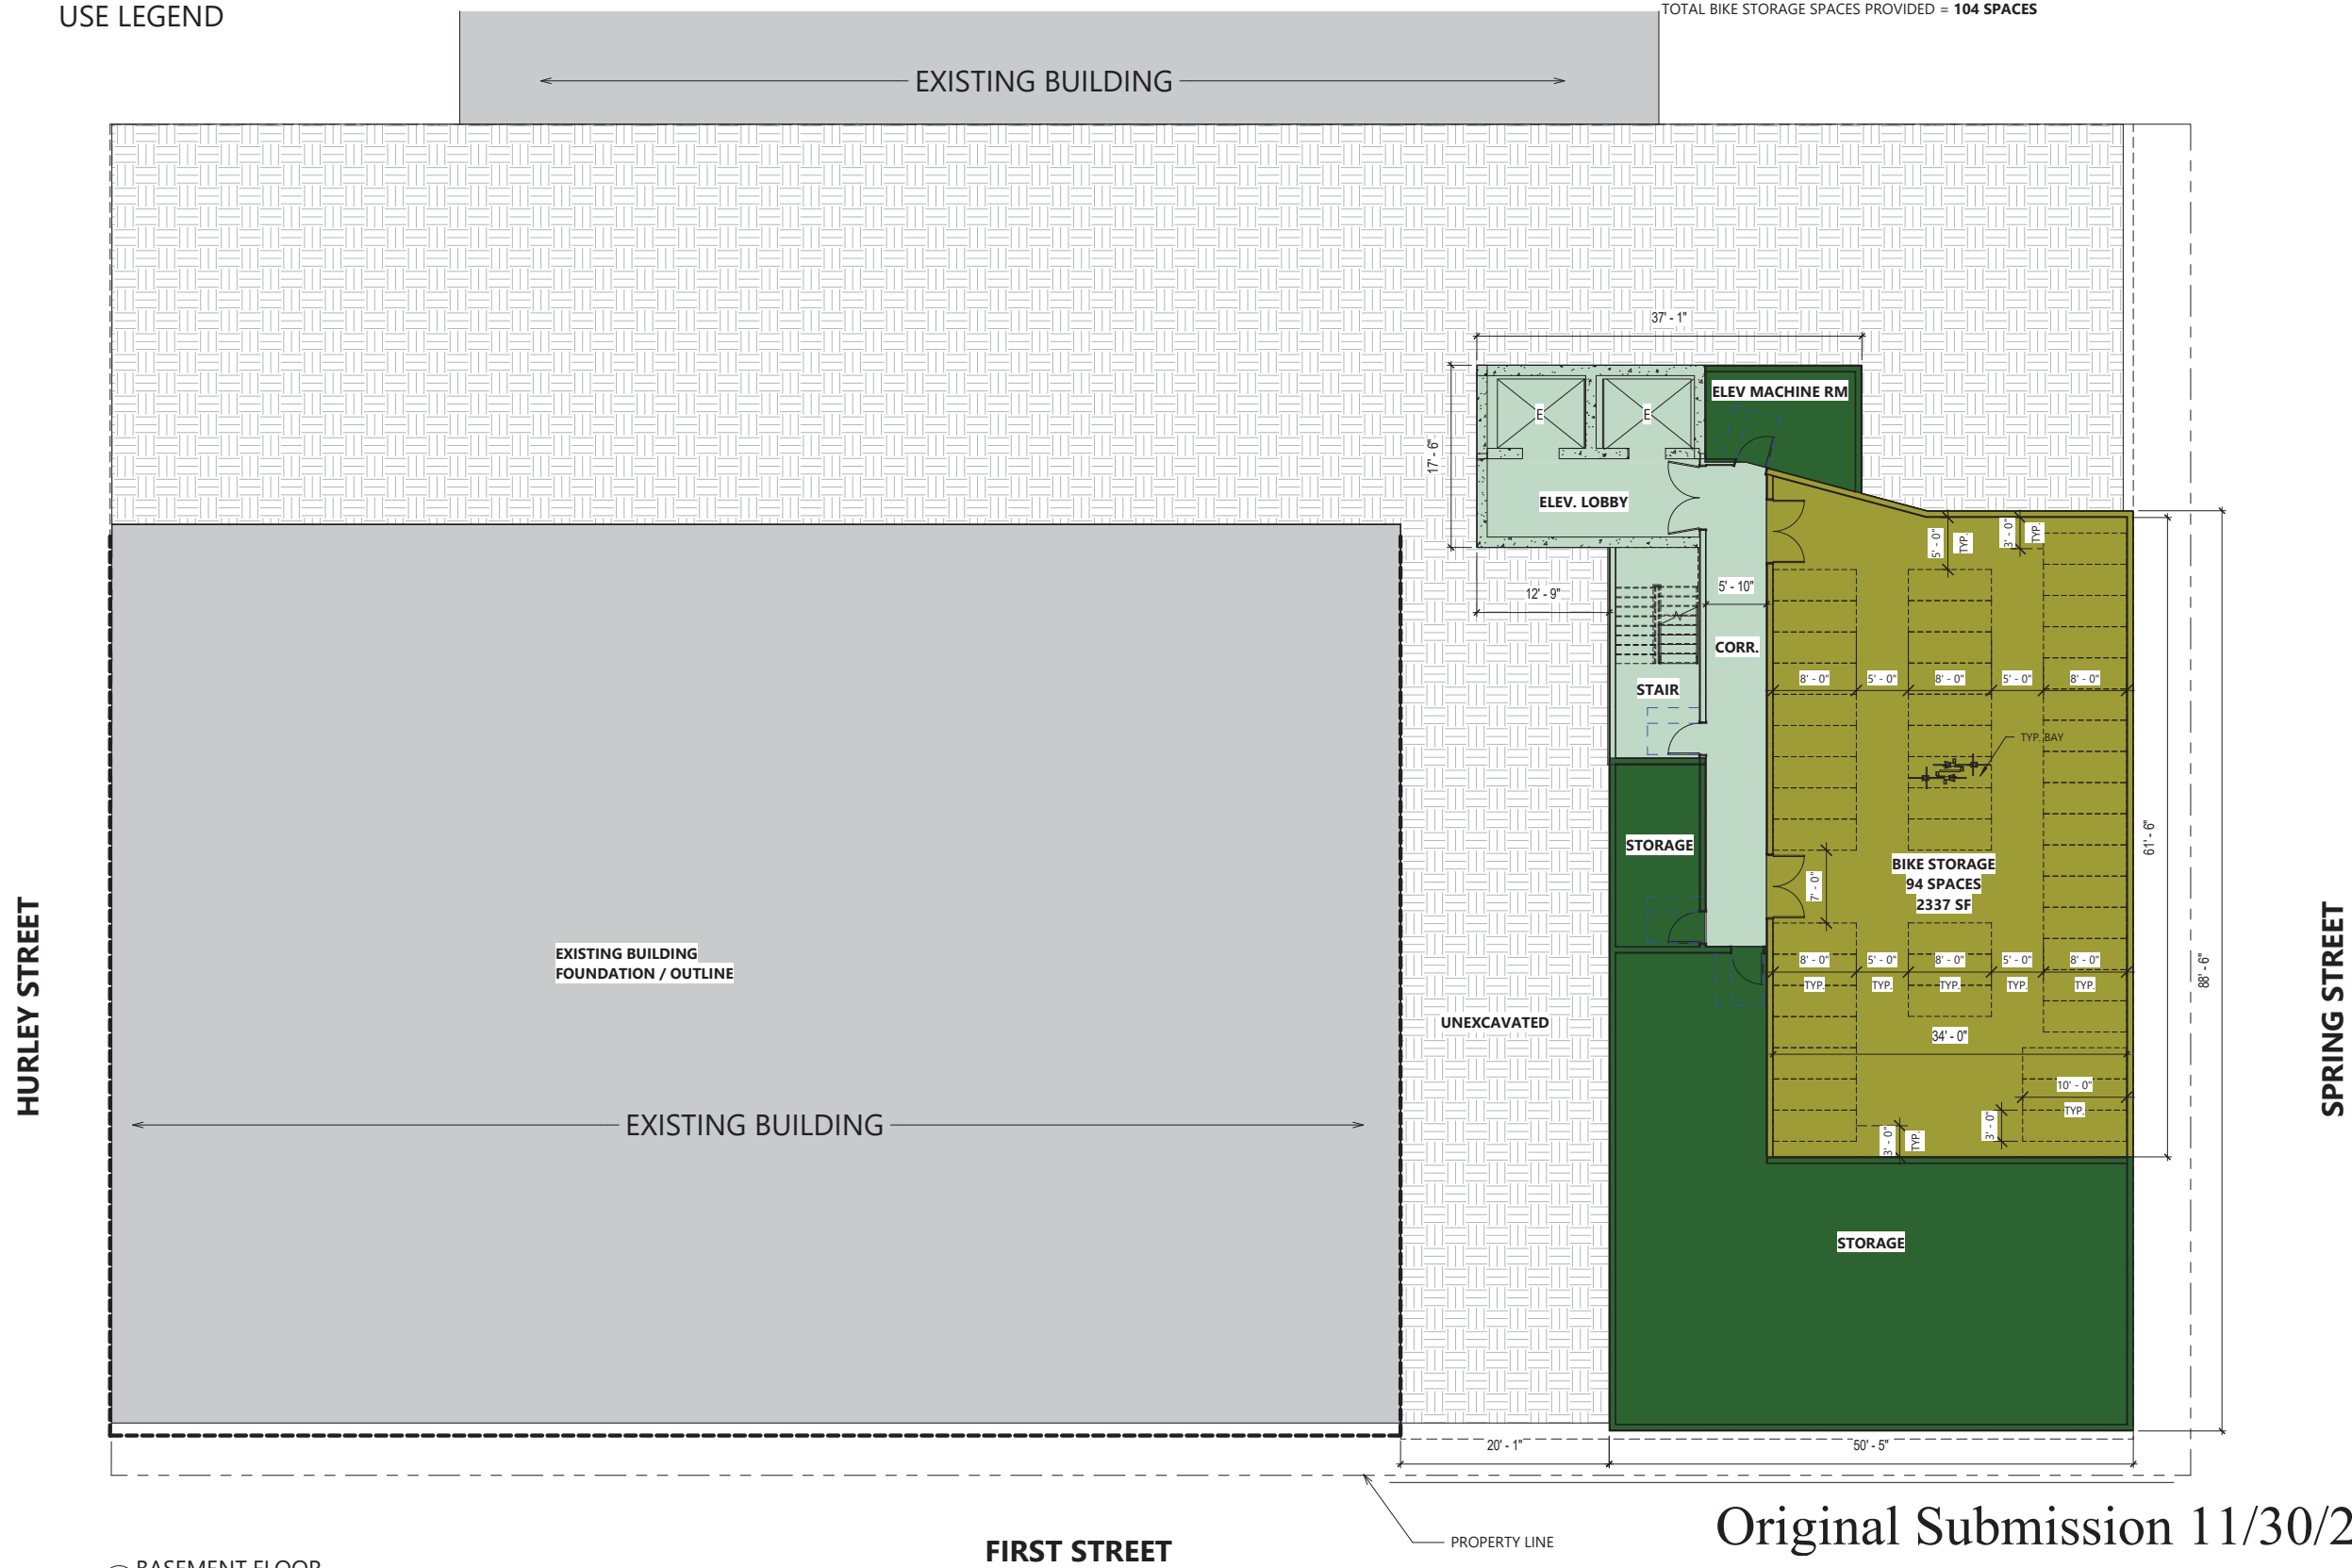 USE LEGEND
TOTAL BIKE STORAGE SPACES PROVIDED = 104 SPACES
EXISTING BUILDING
37' - 1"
17' - 6"
E
E
ELEV MACHINE RM
ELEV. LOBBY
5' - 0"
TYP.
3' - 0"
TYP.
12' - 9"
5' - 10"
CORR.
STAIR
8' - 0"
5' - 0"
8' - 0"
5' - 0"
8' - 0"
TYP. BAY
STORAGE
7' - 0"
BIKE STORAGE
94 SPACES
2337 SF
61' - 6"
88' - 6"
HURLEY STREET
SPRING STREET
EXISTING BUILDING
FOUNDATION / OUTLINE
8' - 0"
5' - 0"
8' - 0"
5' - 0"
8' - 0"
TYP.
TYP.
TYP.
TYP.
TYP.
UNEXCAVATED
34' - 0"
10' - 0"
TYP.
3' - 0"
3' - 0"
TYP.
EXISTING BUILDING
STORAGE
20' - 1"
50' - 5"
PROPERTY LINE
Original Submission 11/30/2
FIRST STREET
BASEMENT FLOOR